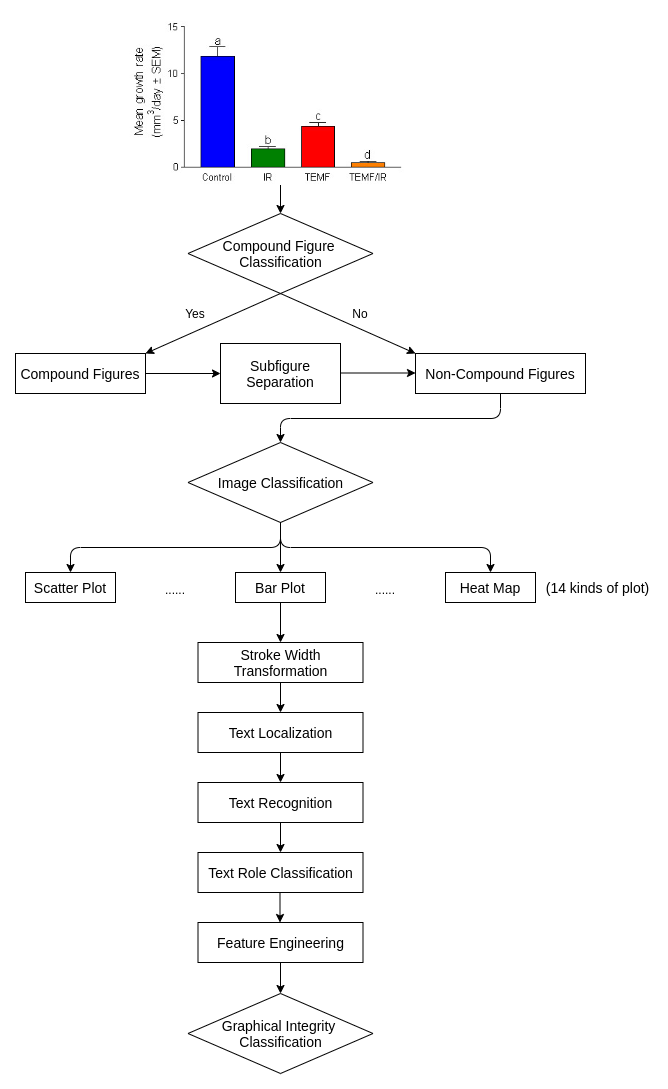 15
10
5
0
Mean growth rate
(mm³/day ± SEM)
a
b
c
d
Control
IR
TEMF
TEMF/IR
Compound Figure
Classification
Yes
No
Compound Figures
Subfigure
Separation
Non-Compound Figures
Image Classification
Scatter Plot
......
Bar Plot
......
Heat Map
(14 kinds of plot)
Stroke Width
Transformation
Text Localization
Text Recognition
Text Role Classification
Feature Engineering
Graphical Integrity
Classification